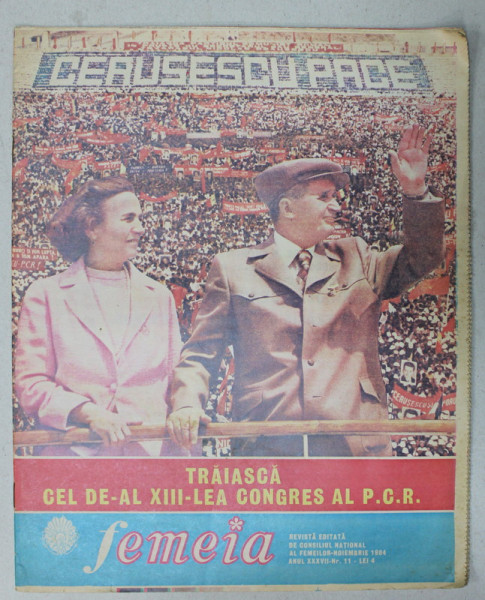 CEAUSESCU PACE
P.C.R!
CEAUSESCU
TRĂIASCĂ
CEL DE-AL XIII-LEA CONGRES AL P.C.R.
femeia
REVISTĂ EDITATĂ
DE CONSILIUL NAȚIONAL
AL FEMEILOR-NOIEMBRIE 1984
ANUL XXXVII-Nr. 11 - LEI 4